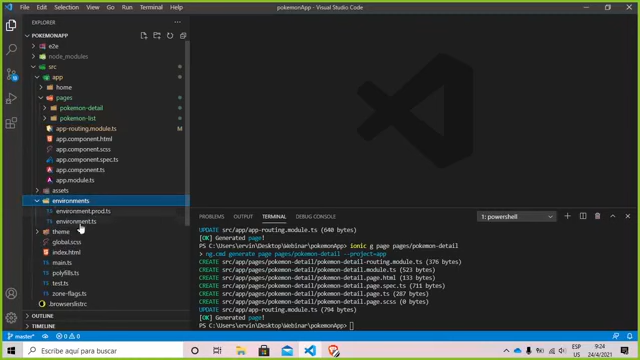 File Edit Selection View Go Run Terminal Help
pokemonApp - Visual Studio Code
EXPLORER
POKEMONAPP
e2e
node_modules
src
app
home
pages
pokemon-detail
pokemon-list
app-routing.module.ts M
app.component.html
app.component.scss
app.component.spec.ts
app.component.ts
app.module.ts
assets
environments
environment.prod.ts
environment.ts
theme
global.scss
index.html
main.ts
polyfills.ts
test.ts
zone-flags.ts
.browserslistrc
OUTLINE
TIMELINE
PROBLEMS OUTPUT TERMINAL
1: powershell
UPDATE src/app/app-routing.module.ts (640 bytes)
[OK] Generated page!
PS C:\Users\ervin\Desktop\Webinar\pokemonApp> ionic g page pages/pokemon-detail
> ng.cmd generate page pages/pokemon-detail --project=app
CREATE src/app/pages/pokemon-detail/pokemon-detail-routing.module.ts (376 bytes)
CREATE src/app/pages/pokemon-detail/pokemon-detail.module.ts (523 bytes)
CREATE src/app/pages/pokemon-detail/pokemon-detail.page.html (133 bytes)
CREATE src/app/pages/pokemon-detail/pokemon-detail.page.spec.ts (711 bytes)
CREATE src/app/pages/pokemon-detail/pokemon-detail.page.ts (287 bytes)
CREATE src/app/pages/pokemon-detail/pokemon-detail.page.scss (0 bytes)
UPDATE src/app/app-routing.module.ts (794 bytes)
[OK] Generated page!
PS C:\Users\ervin\Desktop\Webinar\pokemonApp>
master* 0 0
Escribe aquí para buscar
ESP
9:24
24/4/2021